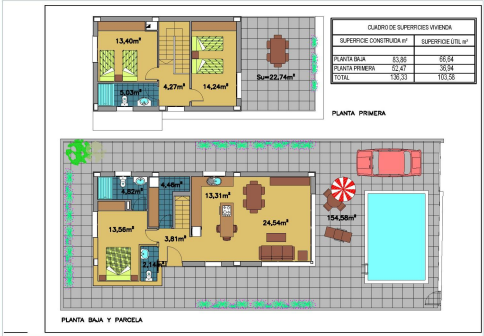 CUADRO DE SUPERFICIES VIVIENDA
SUPERFICIE CONSTRUIDA m² SUPERFICIE ÚTIL m²
PLANTA BAJA 83,86 66,64
PLANTA PRIMERA 52,47 36,94
TOTAL 136,33 103,58
13,40m²
5,03m²
4,27m²
14,24m²
Su=22,74m²
PLANTA PRIMERA
4,82m²
4,48m²
13,31m²
13,56m²
3,81m²
24,54m²
154,58m²
2,14m²
PLANTA BAJA Y PARCELA